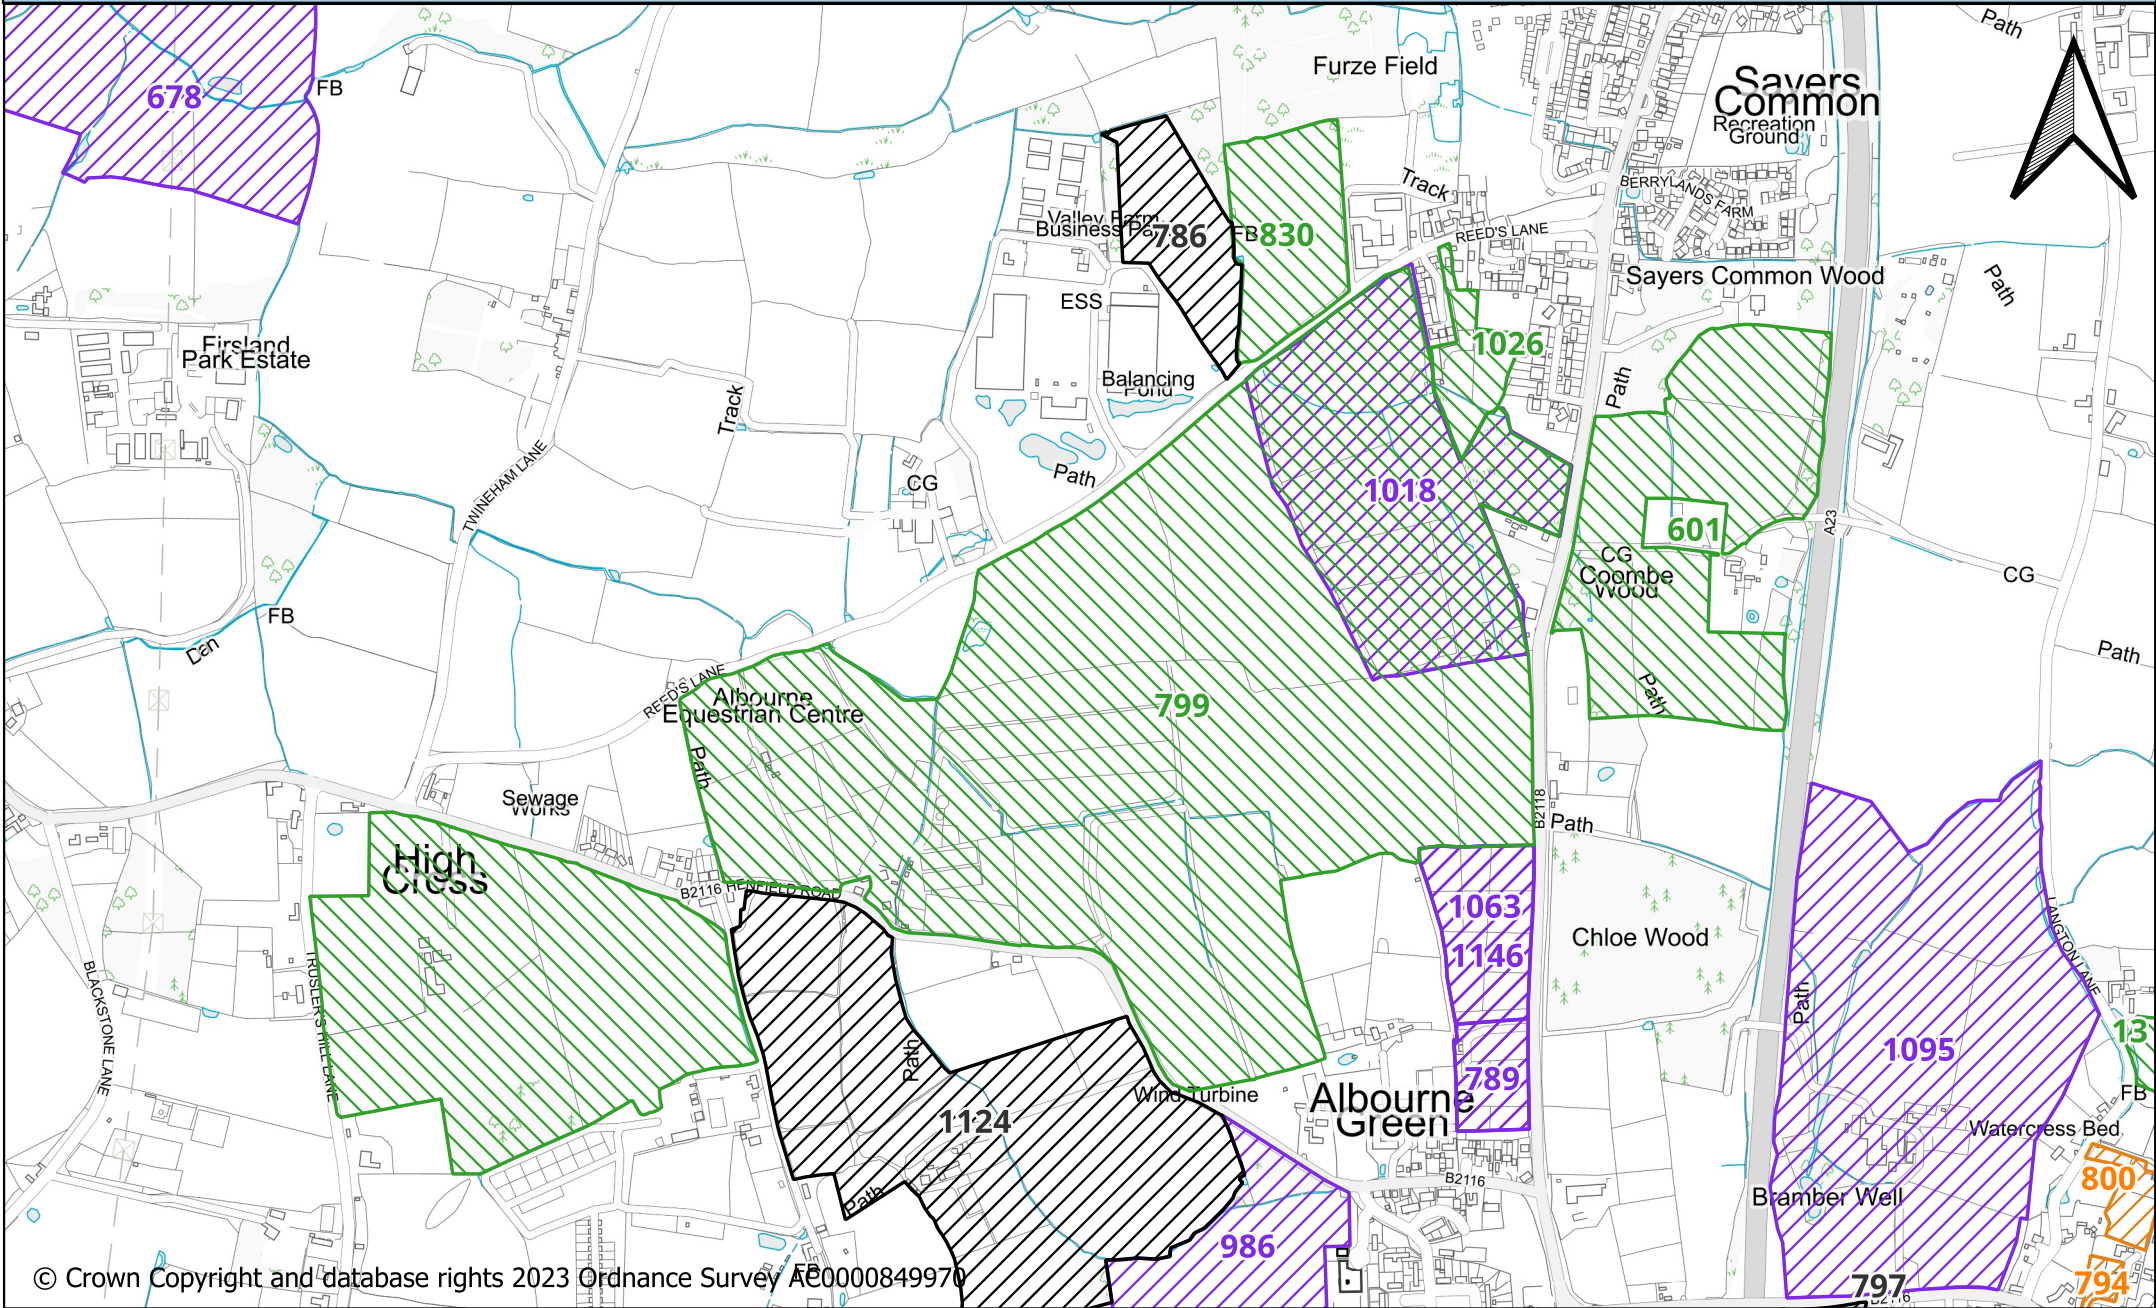 Path
Furze Field
Sayers
Common
Recreation
Ground
678
FB
Track
BERRYLANDS FARM
Valley Farm
Business Pa
786
FB
830
REED'S LANE
Sayers Common Wood
Path
ESS
Firsland
Park Estate
1026
Balancing
Pond
Path
Track
TWINEHAM LANE
CG
Path
1018
601
A23
CG
Coombe
Wood
CG
FB
Dan
Path
REED'S LANE
Albourne
Equestrian Centre
799
Path
Path
Sewage
Works
B2118
Path
High
Cross
B2116 HENFIELD ROAD
1063
1146
Chloe Wood
LANGTON LANE
BLACKSTONE LANE
TRUSLER'S HILL LANE
Path
Path
13
1095
789
Wind Turbine
Albourne
Green
FB
1124
Watercress Bed
800
B2116
Path
Bramber Well
986
FB
© Crown Copyright and database rights 2023 Ordnance Survey AC0000849970
797
B2116
794